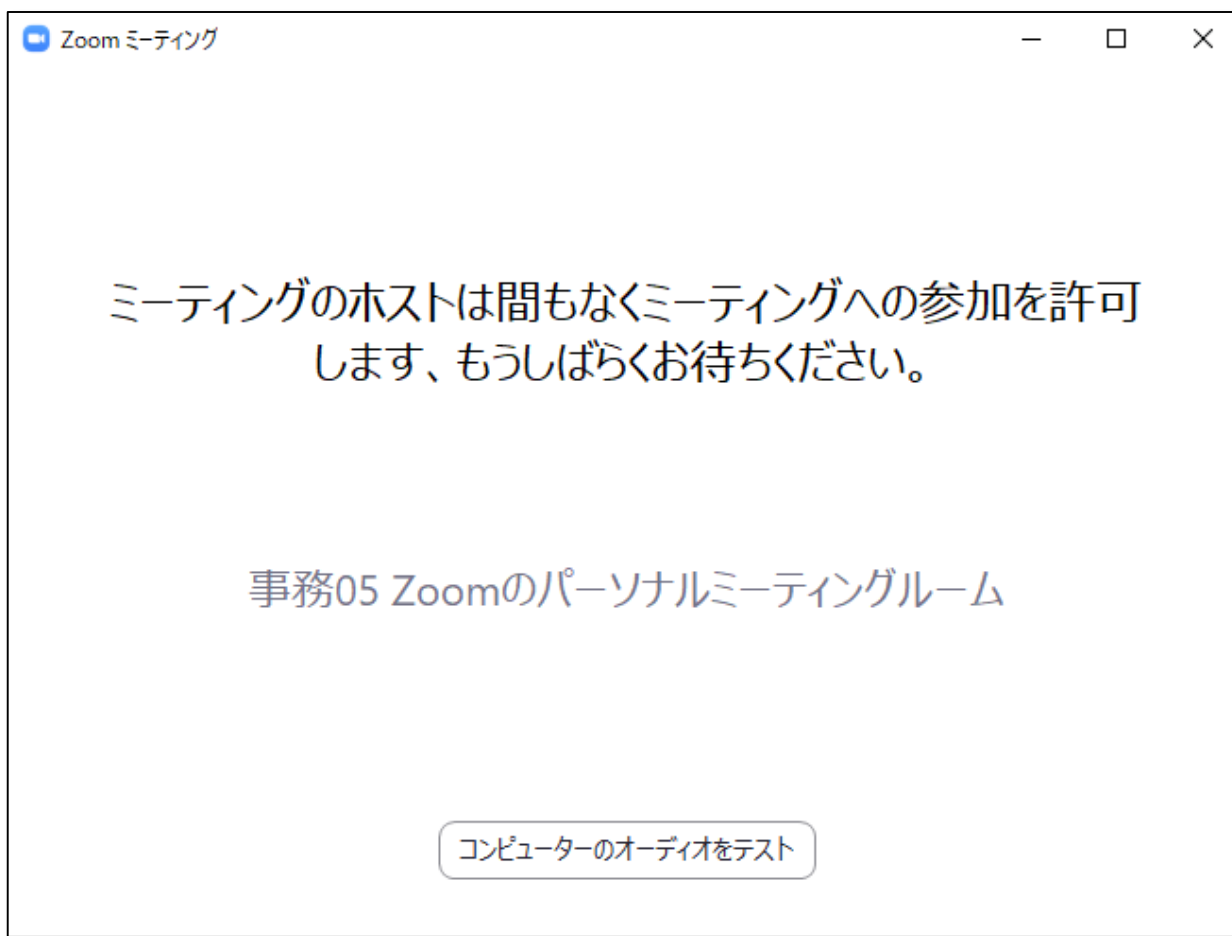 Zoom ミーティング
ミーティングのホストは間もなくミーティングへの参加を許可
します、もうしばらくお待ちください。
事務05 Zoomのパーソナルミーティングルーム
コンピューターのオーディオをテスト